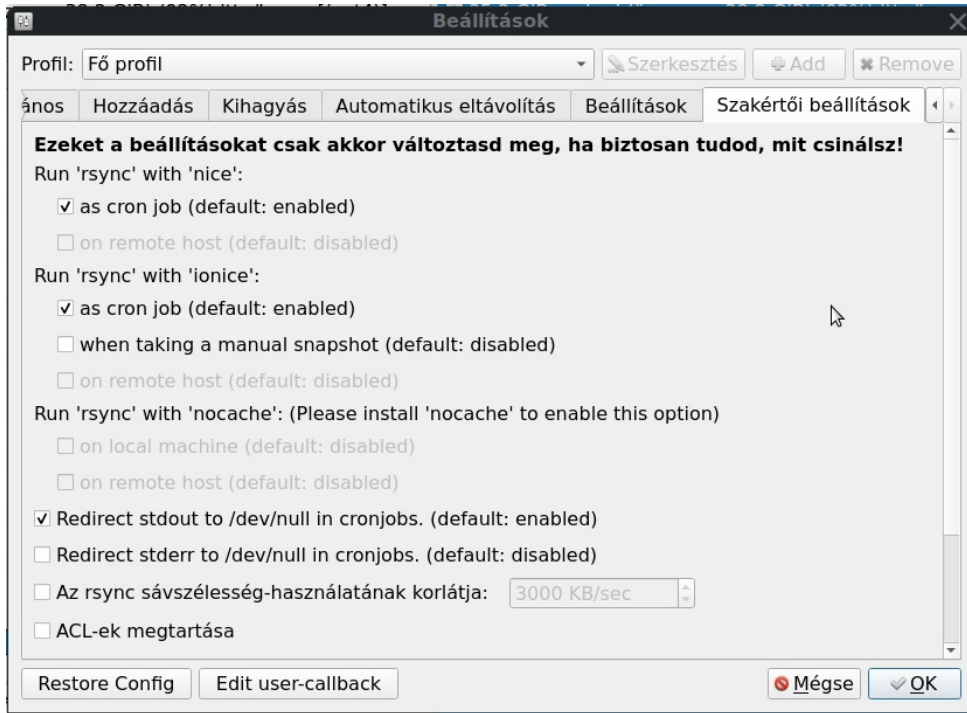 Beállítások
Profil: Fő profil Szerkesztés Add Remove
ános Hozzáadás Kihagyás Automatikus eltávolítás Beállítások Szakértői beállítások
Ezeket a beállításokat csak akkor változtasd meg, ha biztosan tudod, mit csinálsz!
Run 'rsync' with 'nice':
as cron job (default: enabled)
on remote host (default: disabled)
Run 'rsync' with 'ionice':
as cron job (default: enabled)
when taking a manual snapshot (default: disabled)
on remote host (default: disabled)
Run 'rsync' with 'nocache': (Please install 'nocache' to enable this option)
on local machine (default: disabled)
on remote host (default: disabled)
Redirect stdout to /dev/null in cronjobs. (default: enabled)
Redirect stderr to /dev/null in cronjobs. (default: disabled)
Az rsync sávszélesség-használatának korlátja: 3000 KB/sec
ACL-ek megtartása
Restore Config Edit user-callback Mégse OK